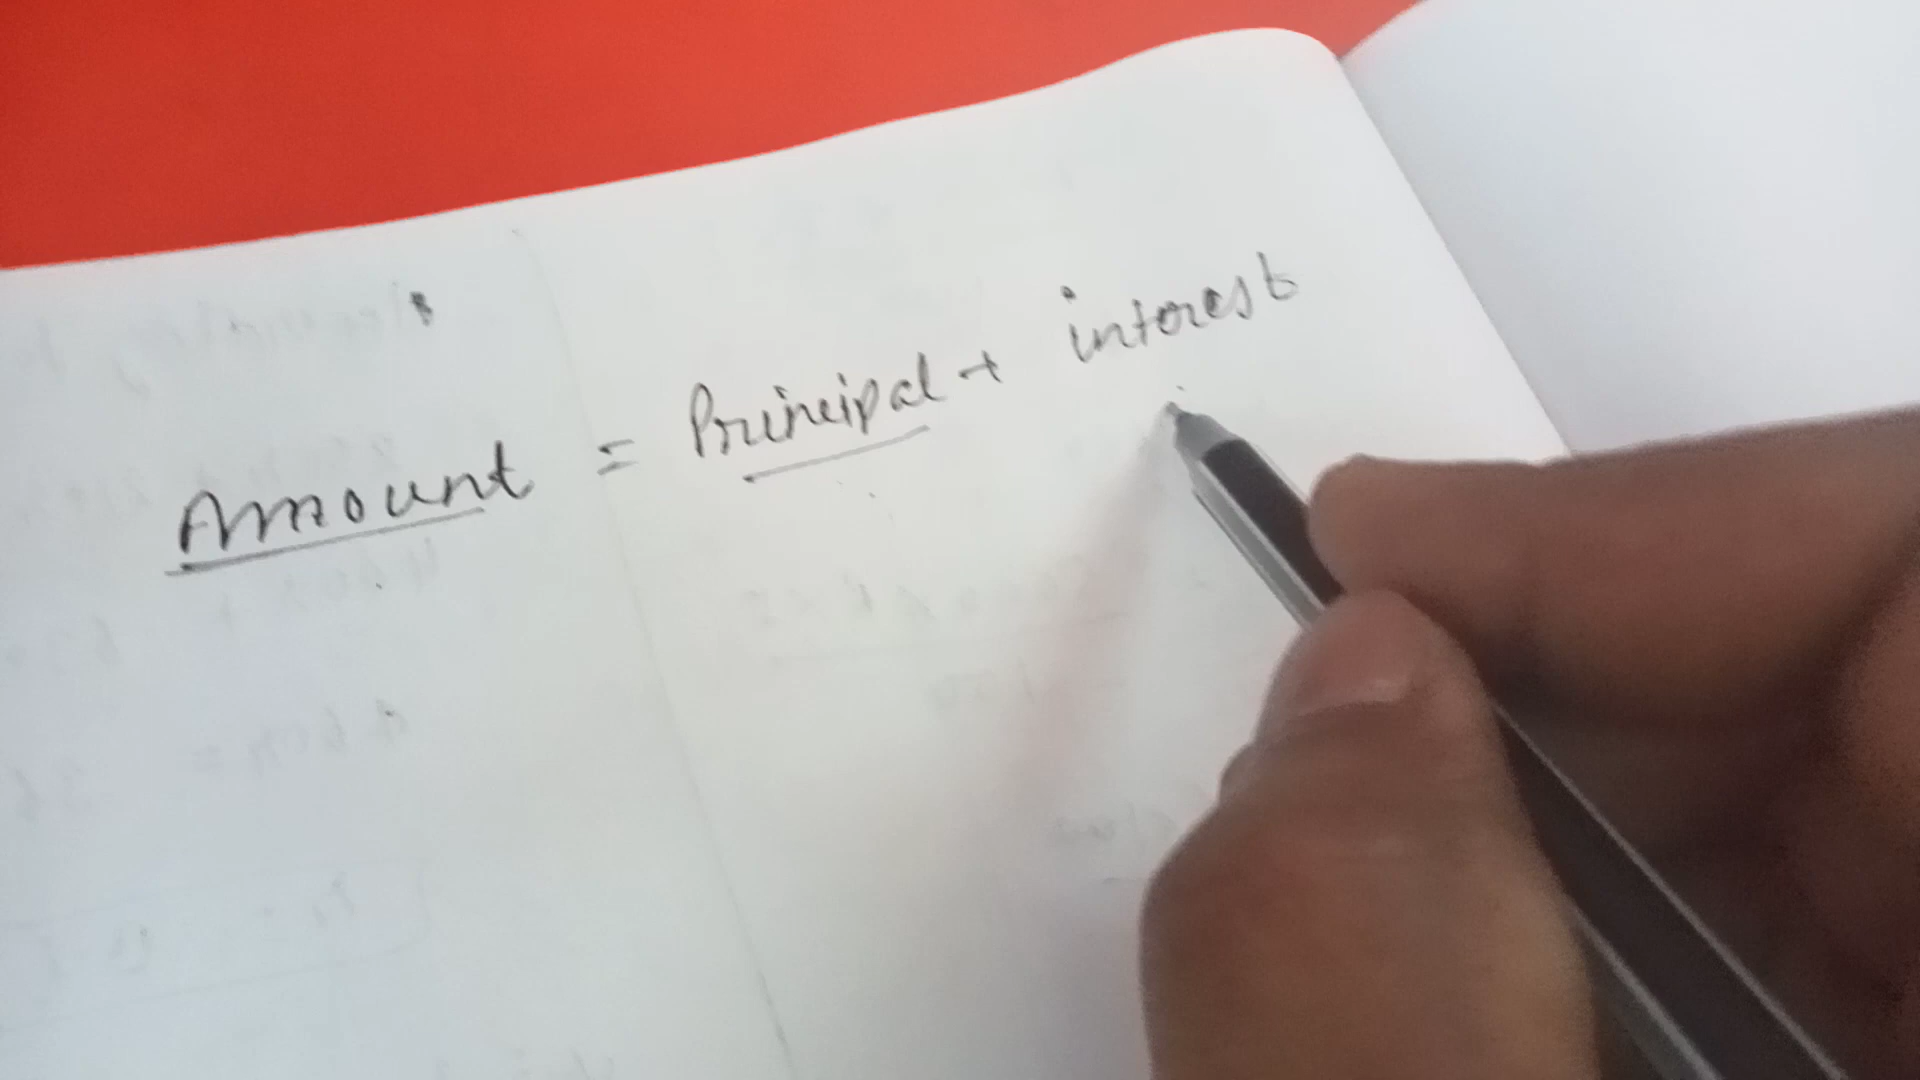 Amount = Principal + interest